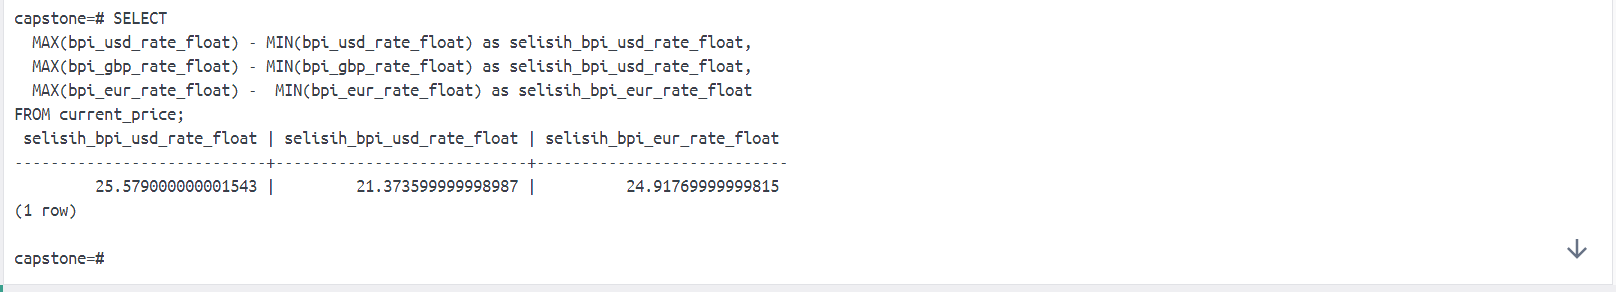 capstone=# SELECT
  MAX(bpi_usd_rate_float) - MIN(bpi_usd_rate_float) as selisih_bpi_usd_rate_float,
  MAX(bpi_gbp_rate_float) - MIN(bpi_gbp_rate_float) as selisih_bpi_usd_rate_float,
  MAX(bpi_eur_rate_float) -  MIN(bpi_eur_rate_float) as selisih_bpi_eur_rate_float
FROM current_price;
 selisih_bpi_usd_rate_float | selisih_bpi_usd_rate_float | selisih_bpi_eur_rate_float
----------------------------+----------------------------+----------------------------
         25.579000000001543 |         21.373599999998987 |          24.91769999999815
(1 row)

capstone=#